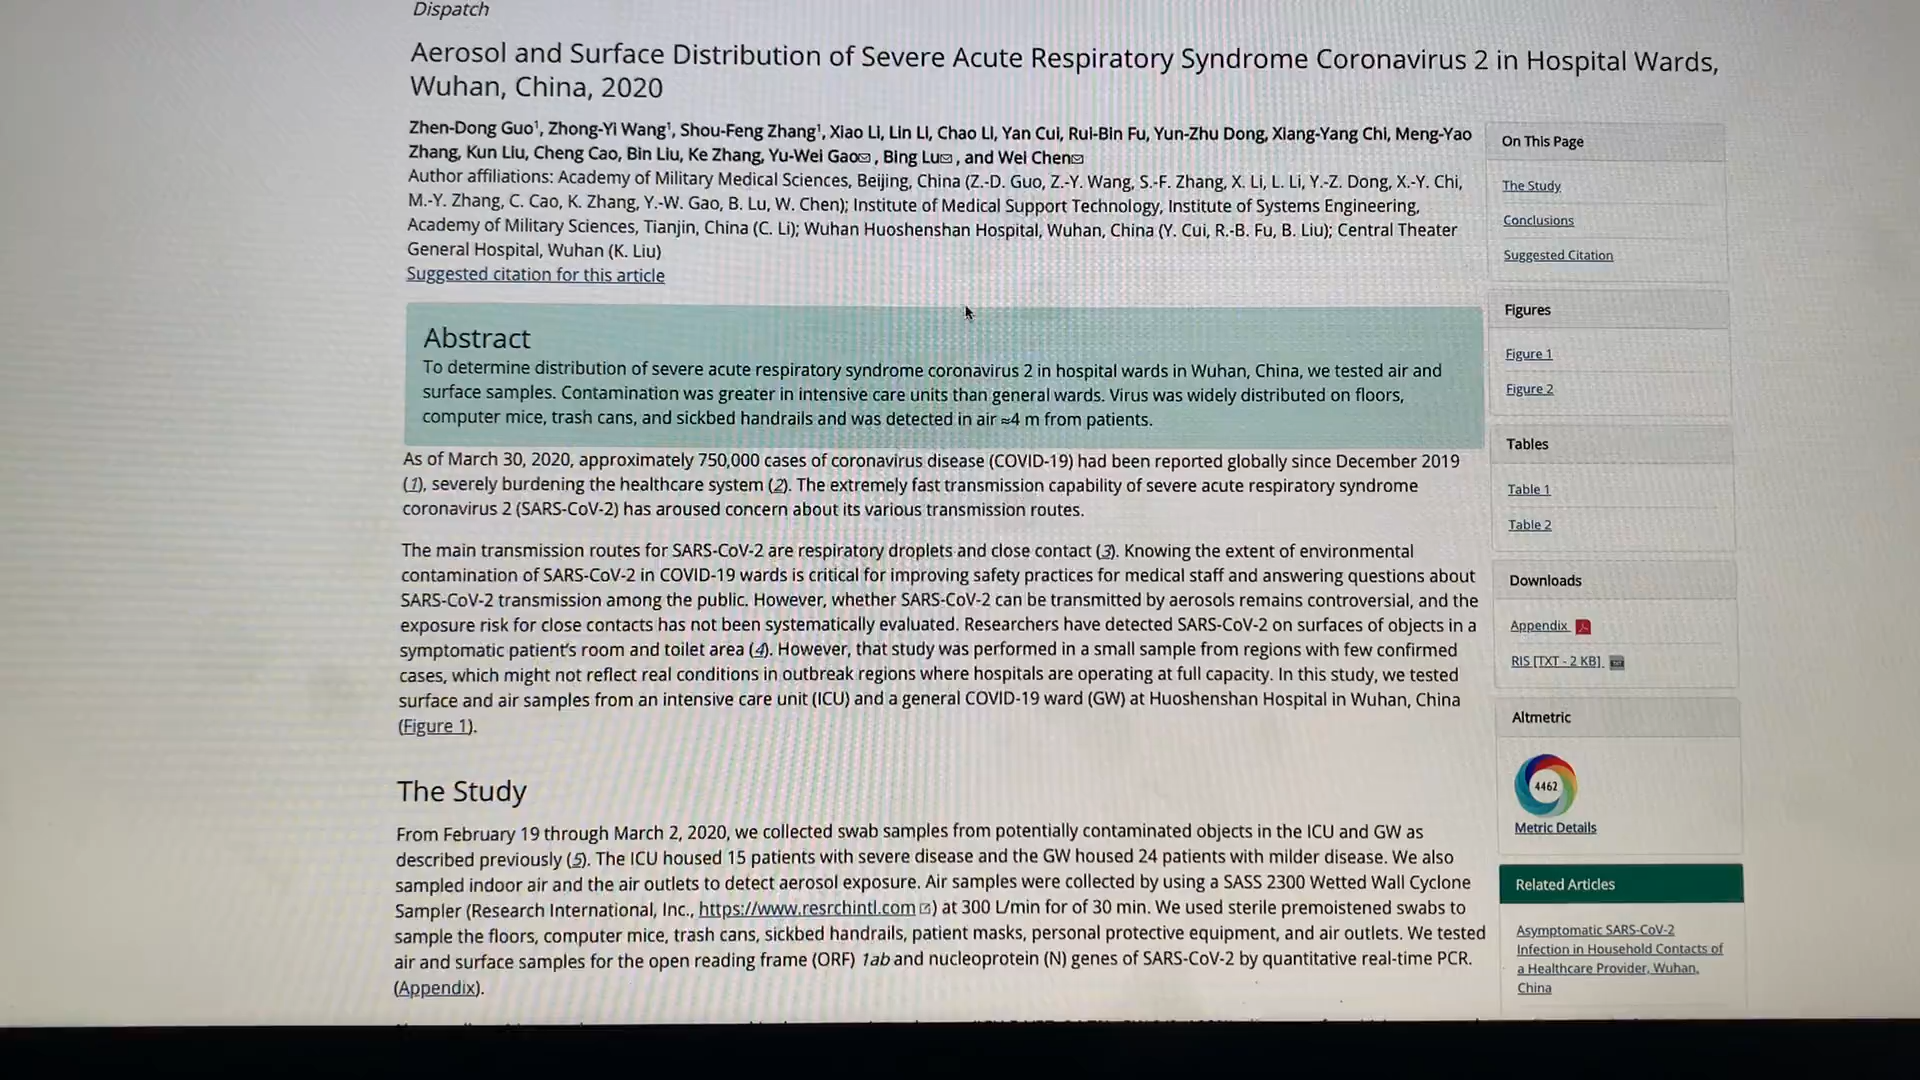 Dispatch
Aerosol and Surface Distribution of Severe Acute Respiratory Syndrome Coronavirus 2 in Hospital Wards,
Wuhan, China, 2020
Zhen-Dong Guo¹, Zhong-Yi Wang¹, Shou-Feng Zhang¹, Xiao Li, Lin Li, Chao Li, Yan Cui, Rui-Bin Fu, Yun-Zhu Dong, Xiang-Yang Chi, Meng-Yao
Zhang, Kun Liu, Cheng Cao, Bin Liu, Ke Zhang, Yu-Wei Gao, Bing Lu, and Wei Chen
Author affiliations: Academy of Military Medical Sciences, Beijing, China (Z.-D. Guo, Z.-Y. Wang, S.-F. Zhang, X. Li, L. Li, Y.-Z. Dong, X.-Y. Chi,
M.-Y. Zhang, C. Cao, K. Zhang, Y.-W. Gao, B. Lu, W. Chen); Institute of Medical Support Technology, Institute of Systems Engineering,
Academy of Military Sciences, Tianjin, China (C. Li); Wuhan Huoshenshan Hospital, Wuhan, China (Y. Cui, R.-B. Fu, B. Liu); Central Theater
General Hospital, Wuhan (K. Liu)
Suggested citation for this article
Abstract
To determine distribution of severe acute respiratory syndrome coronavirus 2 in hospital wards in Wuhan, China, we tested air and
surface samples. Contamination was greater in intensive care units than general wards. Virus was widely distributed on floors,
computer mice, trash cans, and sickbed handrails and was detected in air ≈4 m from patients.
As of March 30, 2020, approximately 750,000 cases of coronavirus disease (COVID-19) had been reported globally since December 2019
(1), severely burdening the healthcare system (2). The extremely fast transmission capability of severe acute respiratory syndrome
coronavirus 2 (SARS-CoV-2) has aroused concern about its various transmission routes.
The main transmission routes for SARS-CoV-2 are respiratory droplets and close contact (3). Knowing the extent of environmental
contamination of SARS-CoV-2 in COVID-19 wards is critical for improving safety practices for medical staff and answering questions about
SARS-CoV-2 transmission among the public. However, whether SARS-CoV-2 can be transmitted by aerosols remains controversial, and the
exposure risk for close contacts has not been systematically evaluated. Researchers have detected SARS-CoV-2 on surfaces of objects in a
symptomatic patient's room and toilet area (4). However, that study was performed in a small sample from regions with few confirmed
cases, which might not reflect real conditions in outbreak regions where hospitals are operating at full capacity. In this study, we tested
surface and air samples from an intensive care unit (ICU) and a general COVID-19 ward (GW) at Huoshenshan Hospital in Wuhan, China
(Figure 1).
The Study
From February 19 through March 2, 2020, we collected swab samples from potentially contaminated objects in the ICU and GW as
described previously (5). The ICU housed 15 patients with severe disease and the GW housed 24 patients with milder disease. We also
sampled indoor air and the air outlets to detect aerosol exposure. Air samples were collected by using a SASS 2300 Wetted Wall Cyclone
Sampler (Research International, Inc., https://www.resrchintl.com) at 300 L/min for of 30 min. We used sterile premoistened swabs to
sample the floors, computer mice, trash cans, sickbed handrails, patient masks, personal protective equipment, and air outlets. We tested
air and surface samples for the open reading frame (ORF) 1ab and nucleoprotein (N) genes of SARS-CoV-2 by quantitative real-time PCR.
(Appendix).
On This Page
The Study
Conclusions
Suggested Citation
Figures
Figure 1
Figure 2
Tables
Table 1
Table 2
Downloads
Appendix
RIS [TXT - 2 KB]
Altmetric
4462
Metric Details
Related Articles
Asymptomatic SARS-CoV-2
Infection in Household Contacts of
a Healthcare Provider, Wuhan,
China